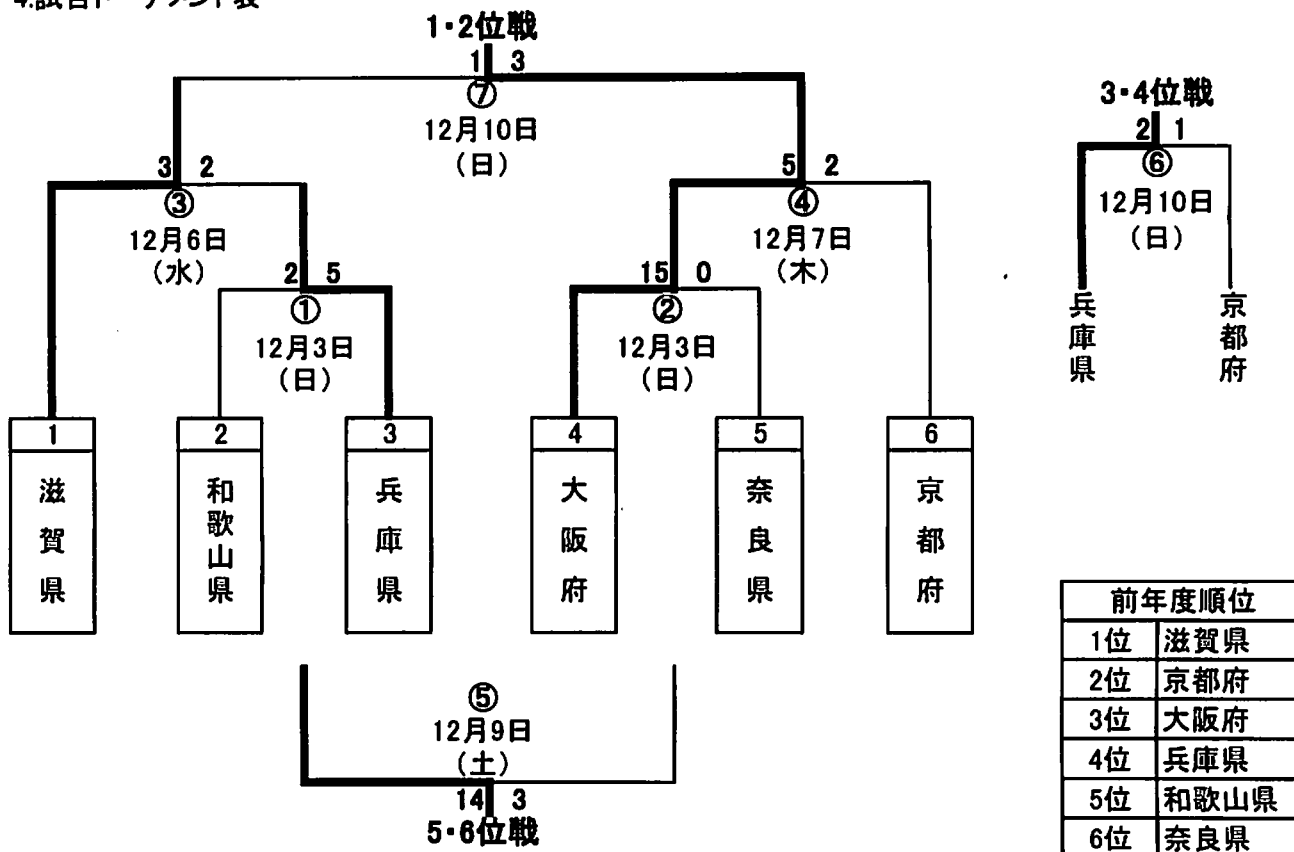 1・2位戦
1 3
⑦
12月10日
(日)
3・4位戦
2 1
⑥
12月10日
(日)
兵庫県
京都府
3 2
③
12月6日
(水)
5 2
④
12月7日
(木)
2 5
①
12月3日
(日)
15 0
②
12月3日
(日)
1
滋賀県
2
和歌山県
3
兵庫県
4
大阪府
5
奈良県
6
京都府
⑤
12月9日
(土)
14 3
5・6位戦
前年度順位
1位 滋賀県
2位 京都府
3位 大阪府
4位 兵庫県
5位 和歌山県
6位 奈良県